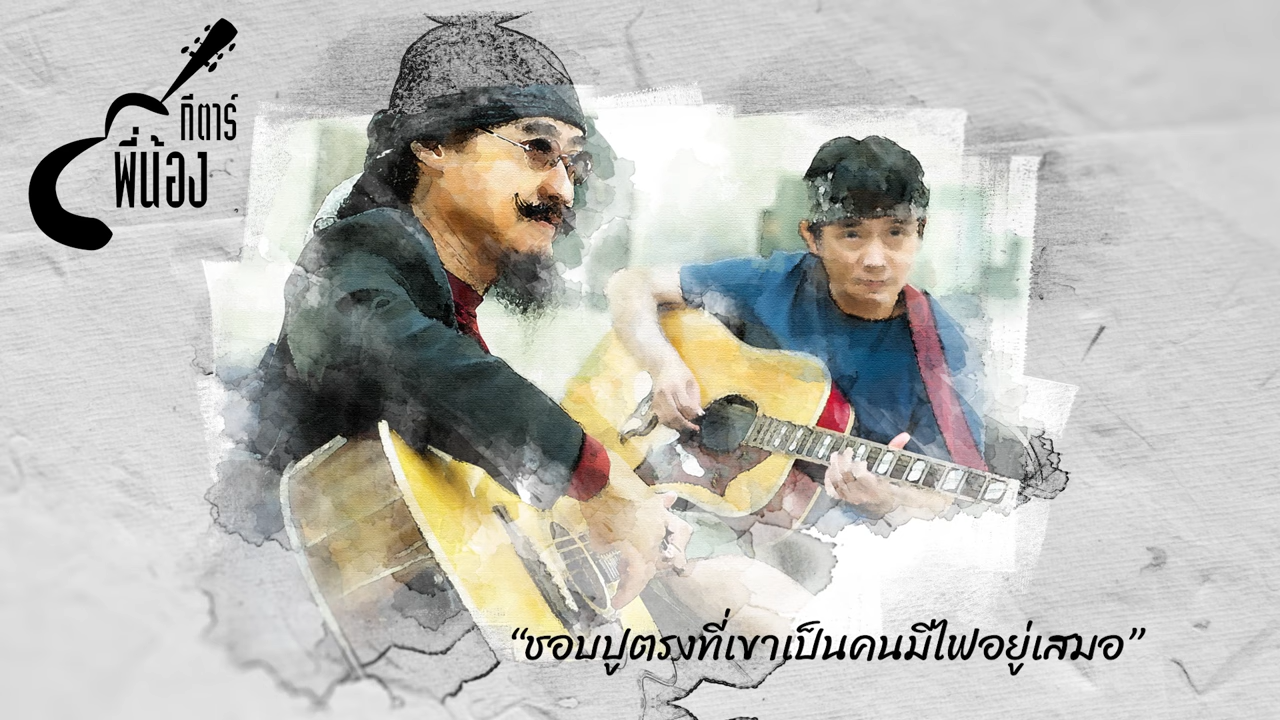 กีตาร์
พี่น้อง
“ชอบปูตรงที่เขาเป็นคนมีไฟอยู่เสมอ”